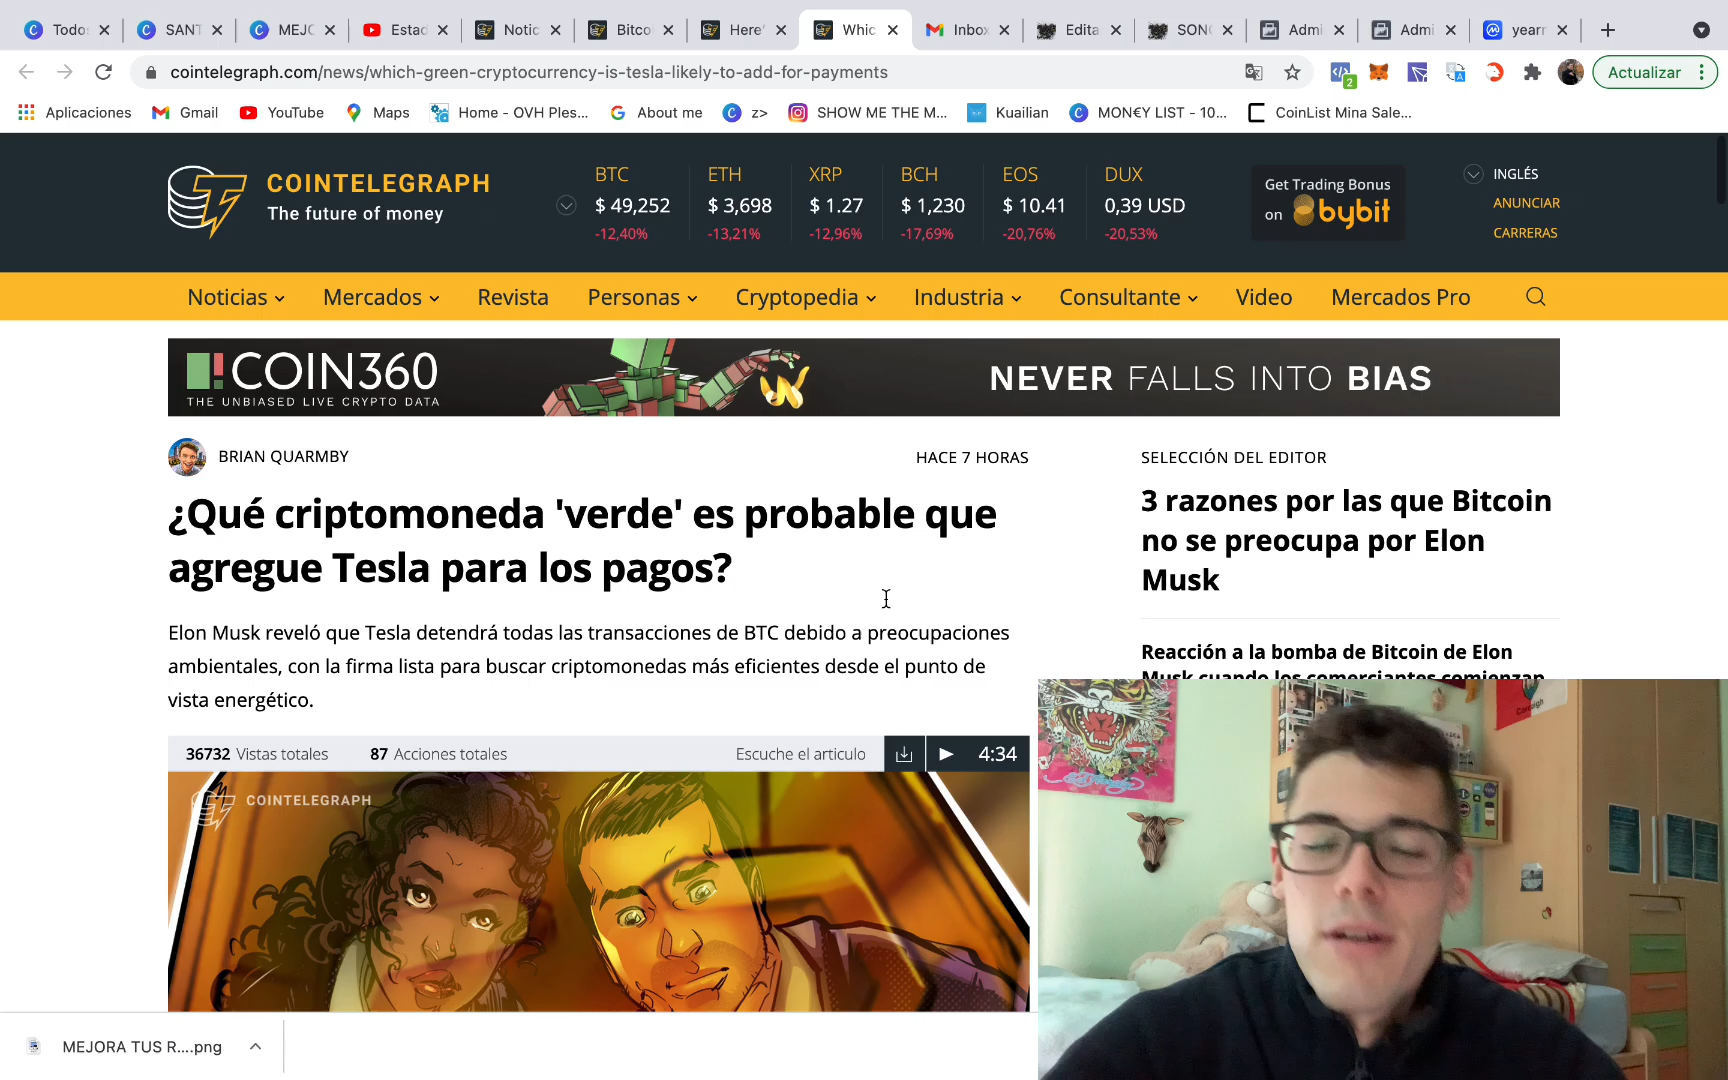 Todo
SANT
MEJO
Estad
Notic
Bitco
Here'
Whic
Inbox
Edita
SONG
Admi
Admi
yearn
cointelegraph.com/news/which-green-cryptocurrency-is-tesla-likely-to-add-for-payments
2
Actualizar
Aplicaciones
Gmail
YouTube
Maps
Home - OVH Ples...
About me
z>
SHOW ME THE M...
Kuailian
MON€Y LIST - 10...
CoinList Mina Sale...
COINTELEGRAPH
The future of money
BTC
$ 49,252
-12,40%
ETH
$ 3,698
-13,21%
XRP
$ 1.27
-12,96%
BCH
$ 1,230
-17,69%
EOS
$ 10.41
-20,76%
DUX
0,39 USD
-20,53%
Get Trading Bonus
on bybit
INGLÉS
ANUNCIAR
CARRERAS
Noticias
Mercados
Revista
Personas
Cryptopedia
Industria
Consultante
Video
Mercados Pro
COIN360
THE UNBIASED LIVE CRYPTO DATA
NEVER FALLS INTO BIAS
BRIAN QUARMBY
HACE 7 HORAS
¿Qué criptomoneda 'verde' es probable que
agregue Tesla para los pagos?
Elon Musk reveló que Tesla detendrá todas las transacciones de BTC debido a preocupaciones
ambientales, con la firma lista para buscar criptomonedas más eficientes desde el punto de
vista energético.
36732 Vistas totales
87 Acciones totales
Escuche el articulo
4:34
COINTELEGRAPH
SELECCIÓN DEL EDITOR
3 razones por las que Bitcoin
no se preocupa por Elon
Musk
Reacción a la bomba de Bitcoin de Elon
Musk cuando los comerciantes comienzan
MEJORA TUS R....png